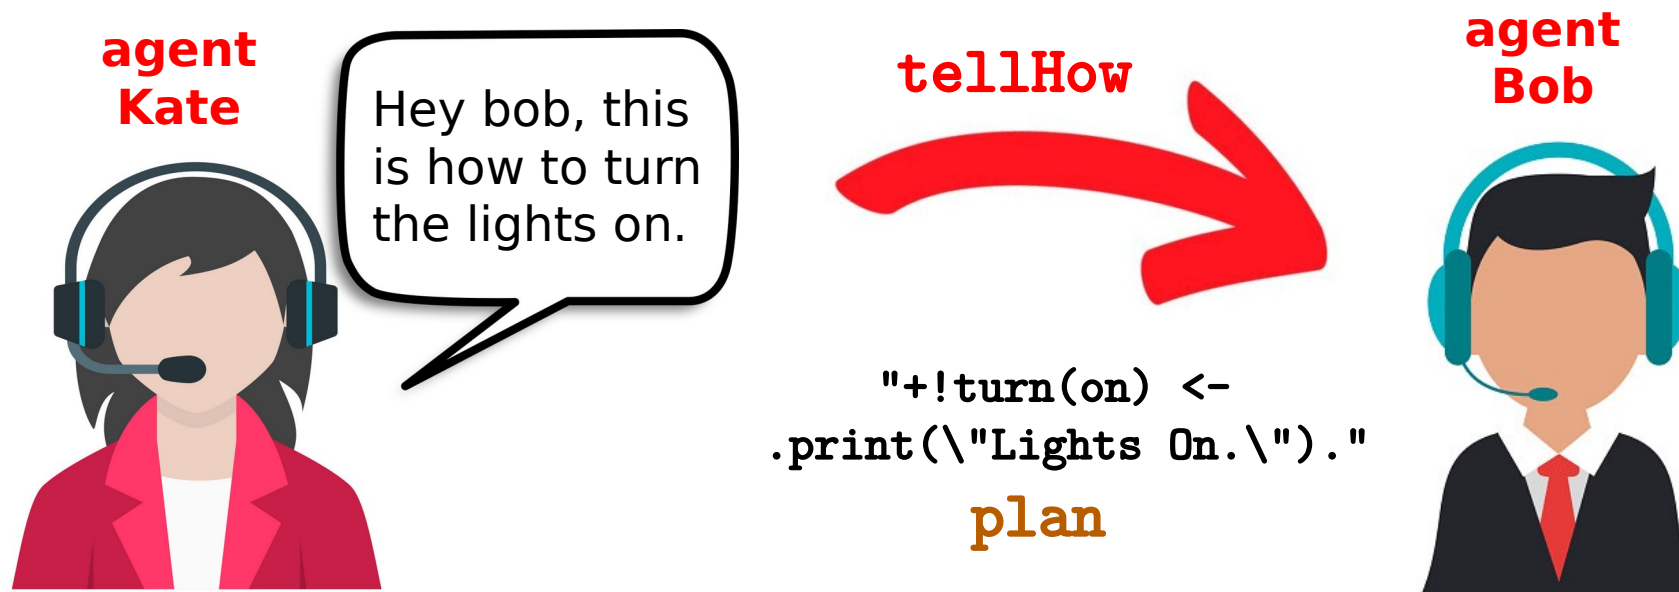 agent
Kate
Hey bob, this
is how to turn
the lights on.
tellHow
"+!turn(on) <-
.print(\"Lights On.\")."
plan
agent
Bob